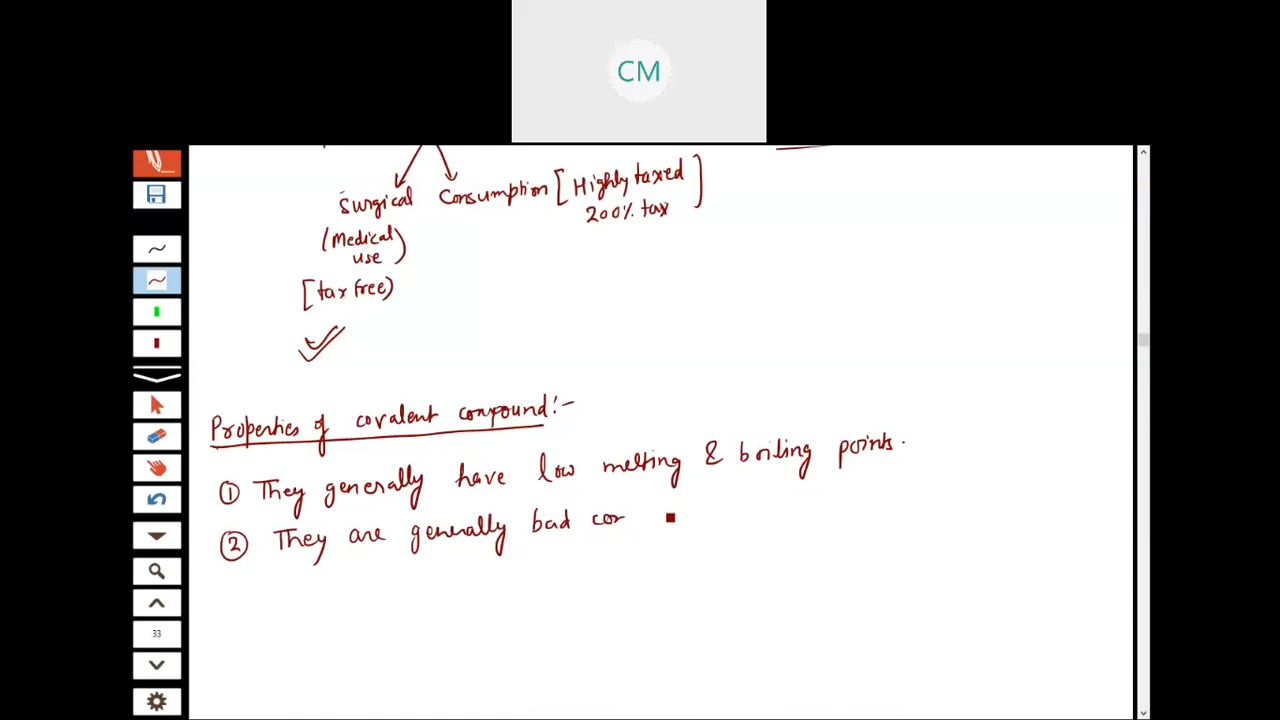 CM
Surgical Consumption [Highly taxed
200% tax]
(Medical
use)
[tax free)
Properties of covalent compound:-
① They generally have low melting & boiling points.
② They are generally bad con
33